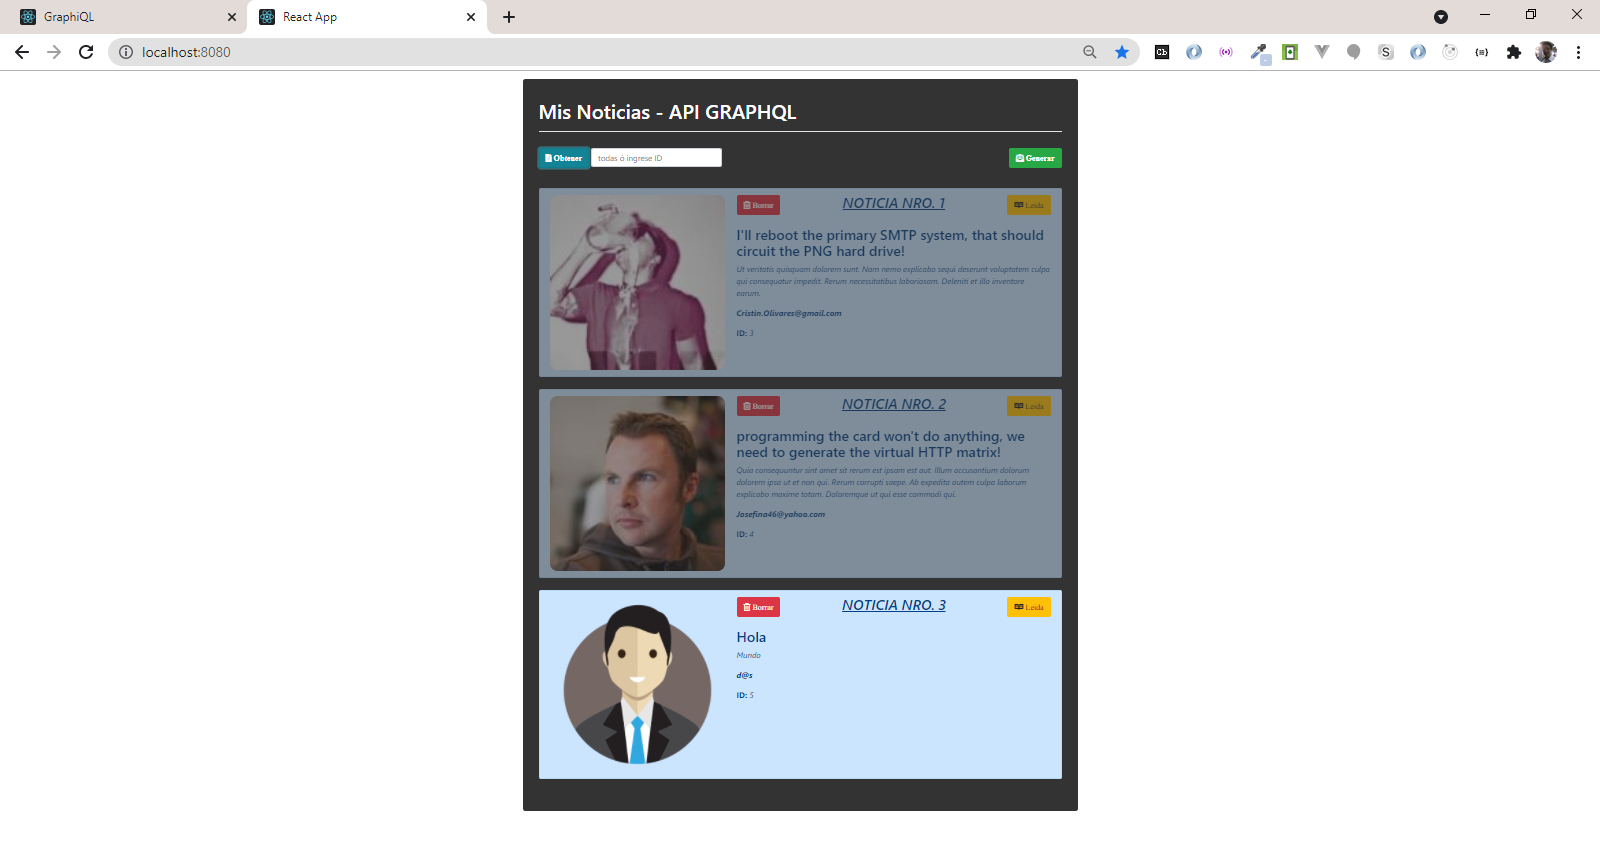 GraphiQL
React App
localhost:8080
Mis Noticias - API GRAPHQL
Obtener
todas ó ingrese ID
Generar
Borrar
NOTICIA NRO. 1
Leida
I'll reboot the primary SMTP system, that should
circuit the PNG hard drive!
Ut veritatis quisquam dolorem sunt. Nam nemo explicabo sequi deserunt voluptatem culpa
qui consequatur impedit. Rerum necessitatibus laboriosam. Deleniti et illo inventore
earum.
Cristin.Olivares@gmail.com
ID: 3
Borrar
NOTICIA NRO. 2
Leida
programming the card won't do anything, we
need to generate the virtual HTTP matrix!
Quia consequuntur sint amet sit rerum est ipsam est aut. Illum accusantium dolorum
dolorem ipsa ut et non qui. Rerum corrupti saepe. Ab expedita autem culpa laborum
explicabo maxime totam. Doloremque ut qui esse commodi qui.
Josefina46@yahoo.com
ID: 4
Borrar
NOTICIA NRO. 3
Leida
Hola
Mundo
d@s
ID: 5